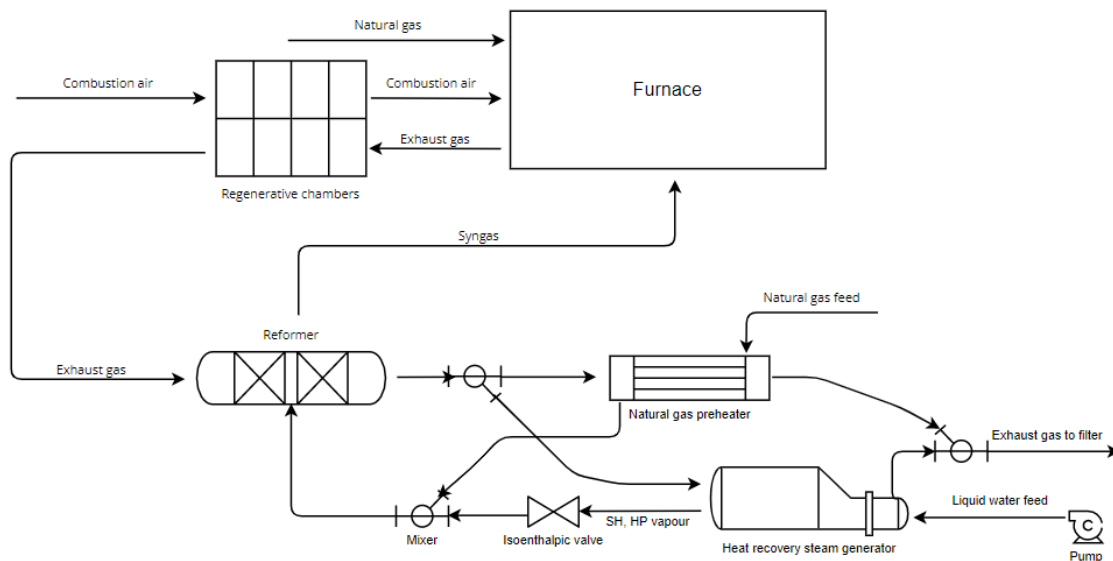 Natural gas
Combustion air
Combustion air
Furnace
Exhaust gas
Regenerative chambers
Syngas
Natural gas feed
Reformer
Exhaust gas
Natural gas preheater
Exhaust gas to filter
Liquid water feed
SH, HP vapour
C
Mixer
Isoenthalpic valve
Heat recovery steam generator
Pump